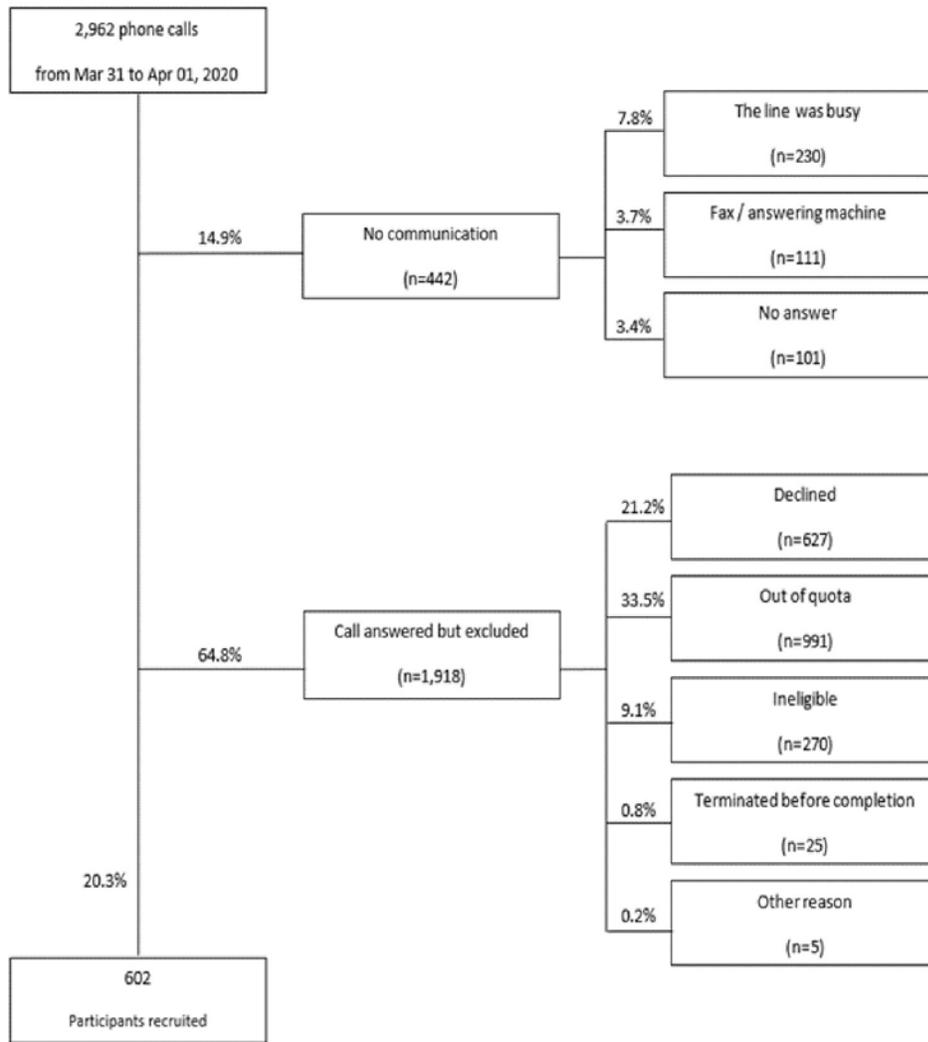 2,962 phone calls
from Mar 31 to Apr 01, 2020
7.8%
The line was busy
(n=230)
3.7%
Fax / answering machine
(n=111)
14.9%
No communication
(n=442)
3.4%
No answer
(n=101)
21.2%
Declined
(n=627)
33.5%
Out of quota
(n=991)
64.8%
Call answered but excluded
(n=1,918)
9.1%
Ineligible
(n=270)
0.8%
Terminated before completion
(n=25)
0.2%
Other reason
(n=5)
20.3%
602
Participants recruited